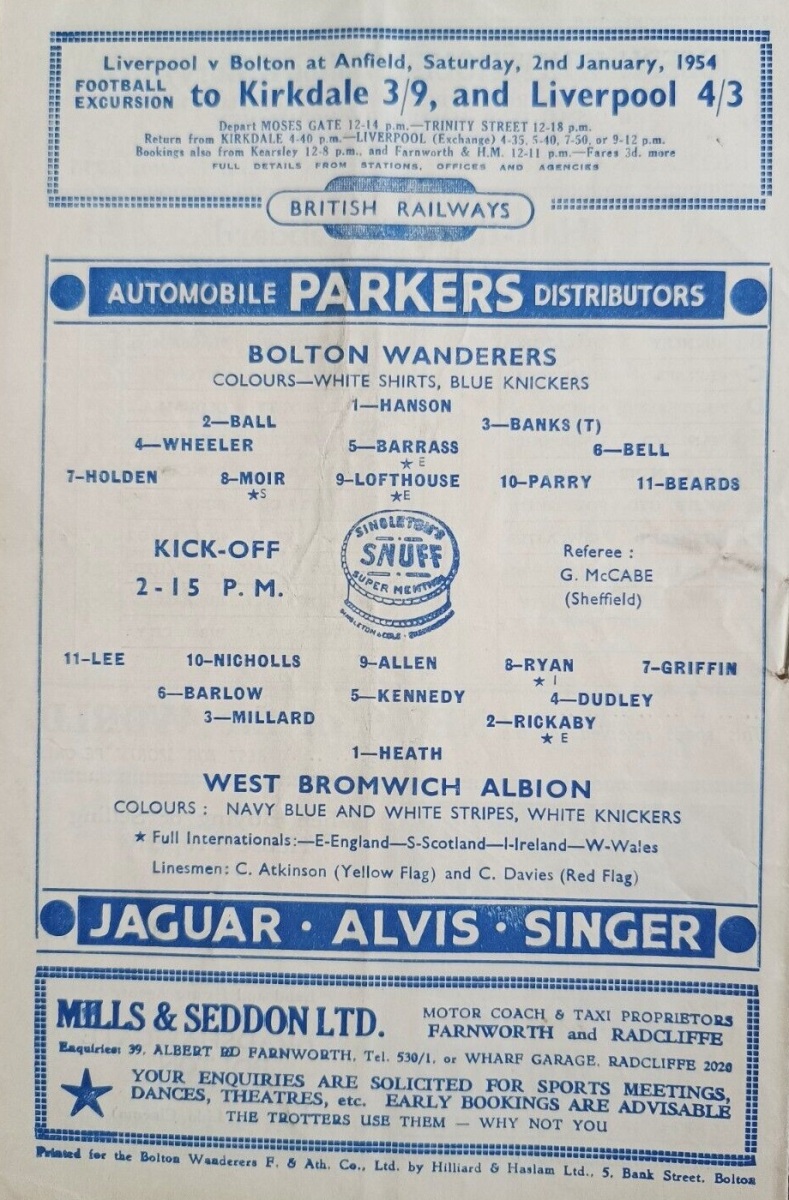 Liverpool v Bolton at Anfield, Saturday, 2nd January, 1954
FOOTBALL EXCURSION to Kirkdale 3/9, and Liverpool 4/3
Depart MOSES GATE 12-14 p.m.—TRINITY STREET 12-18 p.m.
Return from KIRKDALE 4-40 p.m.—LIVERPOOL (Exchange) 4-35, 5-40, 7-50, or 9-12 p.m.
Bookings also from Kearsley 12-8 p.m., and Farnworth & H.M. 12-11 p.m.—Fares 3d. more
FULL DETAILS FROM STATIONS, OFFICES AND AGENCIES
BRITISH RAILWAYS
AUTOMOBILE PARKERS DISTRIBUTORS
BOLTON WANDERERS
COLOURS—WHITE SHIRTS, BLUE KNICKERS
1—HANSON
2—BALL 3—BANKS (T)
4—WHEELER 5—BARRASS 6—BELL
★ E
7-HOLDEN 8—MOIR 9—LOFTHOUSE 10—PARRY 11—BEARDS
★S ★E
KICK-OFF
2-15 P. M.
SINGLETON'S
SNUFF
SUPER MENTHOL
Referee :
G. McCABE
(Sheffield)
11-LEE 10-NICHOLLS 9-ALLEN 8-RYAN 7-GRIFFIN
★ I
6—BARLOW 5—KENNEDY 4—DUDLEY
3—MILLARD 2—RICKABY
★ E
1—HEATH
WEST BROMWICH ALBION
COLOURS : NAVY BLUE AND WHITE STRIPES, WHITE KNICKERS
★ Full Internationals:—E-England—S-Scotland—I-Ireland—W-Wales
Linesmen: C. Atkinson (Yellow Flag) and C. Davies (Red Flag)
JAGUAR · ALVIS · SINGER
MILLS & SEDDON LTD. MOTOR COACH & TAXI PROPRIETORS
FARNWORTH and RADCLIFFE
Enquiries: 39, ALBERT RD FARNWORTH, Tel. 530/1, or WHARF GARAGE, RADCLIFFE 2020
YOUR ENQUIRIES ARE SOLICITED FOR SPORTS MEETINGS,
DANCES, THEATRES, etc. EARLY BOOKINGS ARE ADVISABLE
THE TROTTERS USE THEM — WHY NOT YOU
Printed for the Bolton Wanderers F. & Ath. Co., Ltd. by Hilliard & Haslam Ltd., 5, Bank Street, Bolton